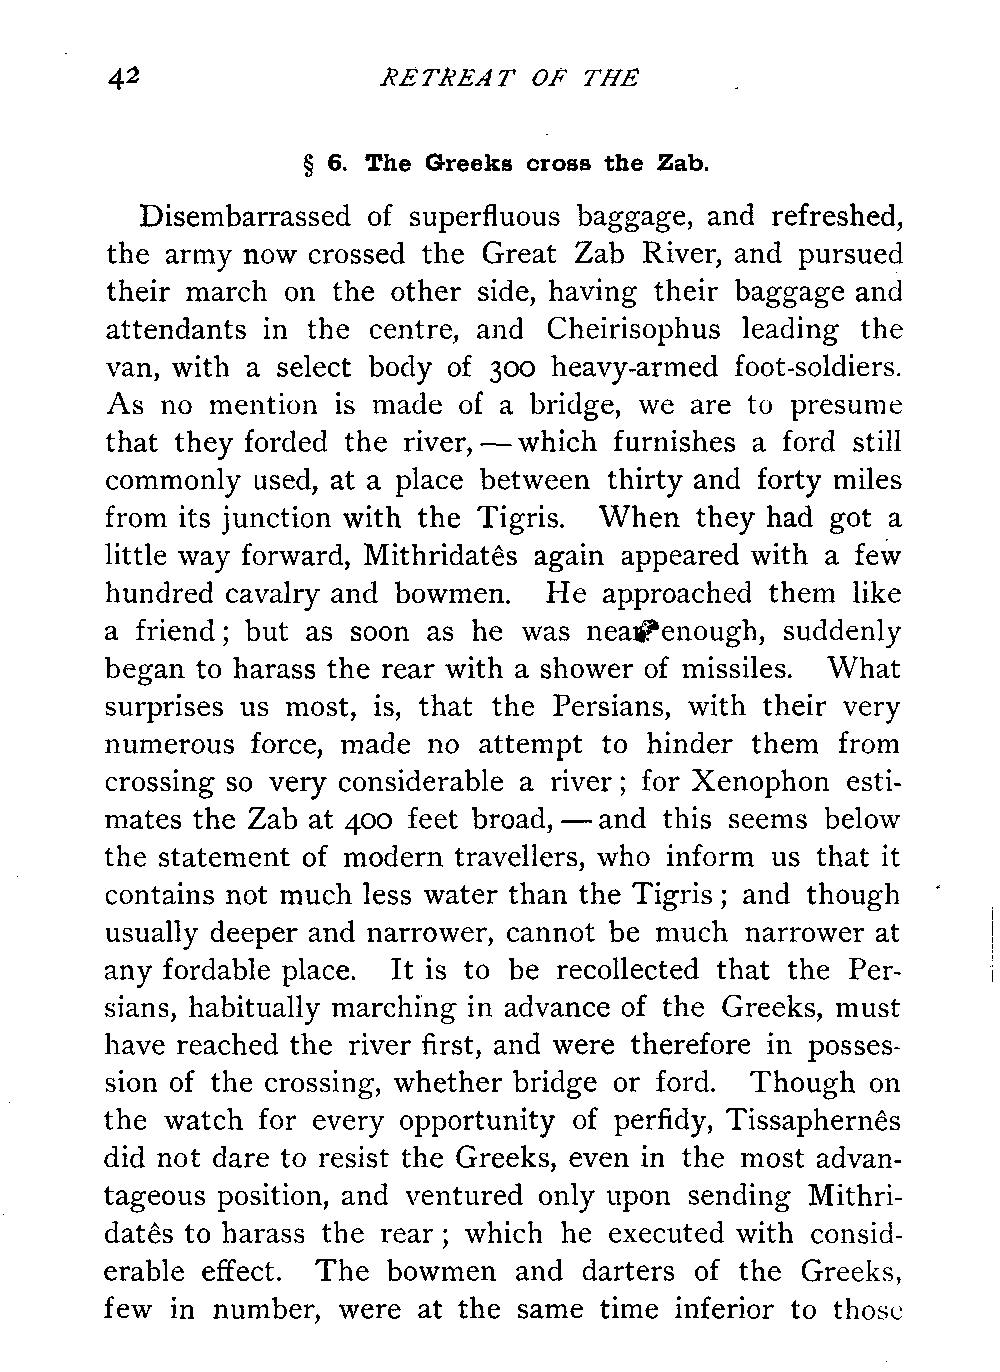 42 RETREAT OF THE
§ 6. The Greeks cross the Zab.
Disembarrassed of superfluous baggage, and refreshed,
the army now crossed the Great Zab River, and pursued
their march on the other side, having their baggage and
attendants in the centre, and Cheirisophus leading the
van, with a select body of 300 heavy-armed foot-soldiers.
As no mention is made of a bridge, we are to presume
that they forded the river, — which furnishes a ford still
commonly used, at a place between thirty and forty miles
from its junction with the Tigris. When they had got a
little way forward, Mithridatês again appeared with a few
hundred cavalry and bowmen. He approached them like
a friend; but as soon as he was near enough, suddenly
began to harass the rear with a shower of missiles. What
surprises us most, is, that the Persians, with their very
numerous force, made no attempt to hinder them from
crossing so very considerable a river; for Xenophon esti-
mates the Zab at 400 feet broad, — and this seems below
the statement of modern travellers, who inform us that it
contains not much less water than the Tigris; and though
usually deeper and narrower, cannot be much narrower at
any fordable place. It is to be recollected that the Per-
sians, habitually marching in advance of the Greeks, must
have reached the river first, and were therefore in posses-
sion of the crossing, whether bridge or ford. Though on
the watch for every opportunity of perfidy, Tissaphernês
did not dare to resist the Greeks, even in the most advan-
tageous position, and ventured only upon sending Mithri-
datês to harass the rear; which he executed with consid-
erable effect. The bowmen and darters of the Greeks,
few in number, were at the same time inferior to those